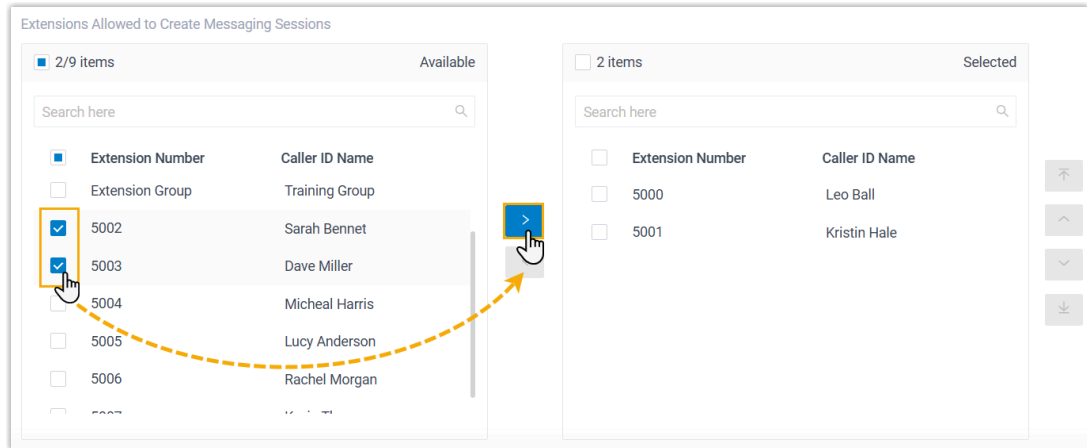 Extensions Allowed to Create Messaging Sessions
2/9 items Available
Search here
Extension Number Caller ID Name
Extension Group Training Group
5002 Sarah Bennet
5003 Dave Miller
5004 Micheal Harris
5005 Lucy Anderson
5006 Rachel Morgan
2 items Selected
Search here
Extension Number Caller ID Name
5000 Leo Ball
5001 Kristin Hale